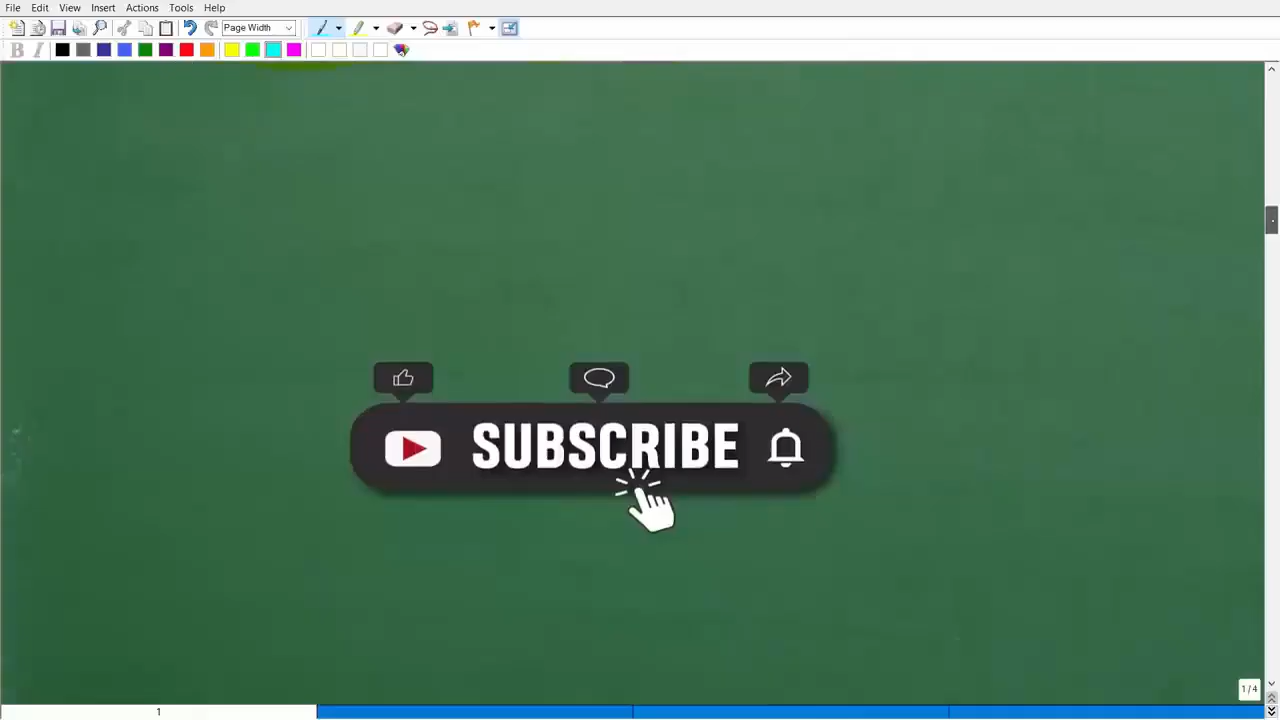 File Edit View Insert Actions Tools Help
Page Width
B I
SUBSCRIBE
1 / 4
1